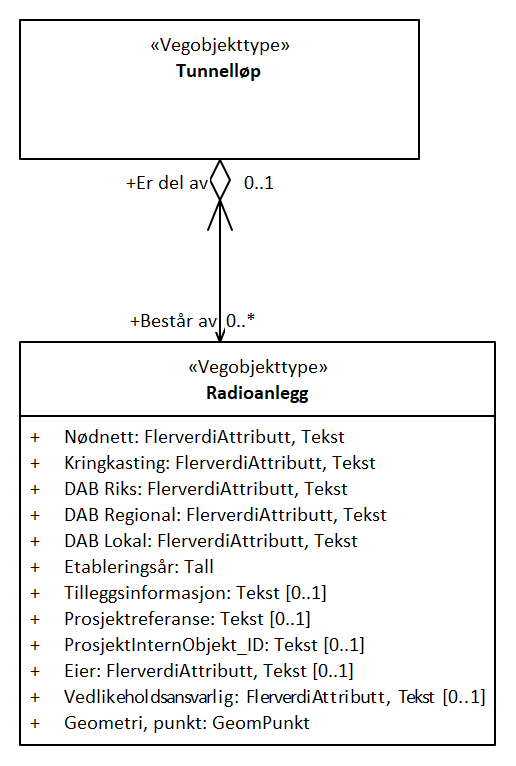 «Vegobjekttype»
Tunnelløp
+Er del av 0..1
+Består av 0..*
«Vegobjekttype»
Radioanlegg
+ Nødnett: FlerverdiAttributt, Tekst
+ Kringkasting: FlerverdiAttributt, Tekst
+ DAB Riks: FlerverdiAttributt, Tekst
+ DAB Regional: FlerverdiAttributt, Tekst
+ DAB Lokal: FlerverdiAttributt, Tekst
+ Etableringsår: Tall
+ Tilleggsinformasjon: Tekst [0..1]
+ Prosjektreferanse: Tekst [0..1]
+ ProsjektInternObjekt_ID: Tekst [0..1]
+ Eier: FlerverdiAttributt, Tekst [0..1]
+ Vedlikeholdsansvarlig: FlerverdiAttributt, Tekst [0..1]
+ Geometri, punkt: GeomPunkt